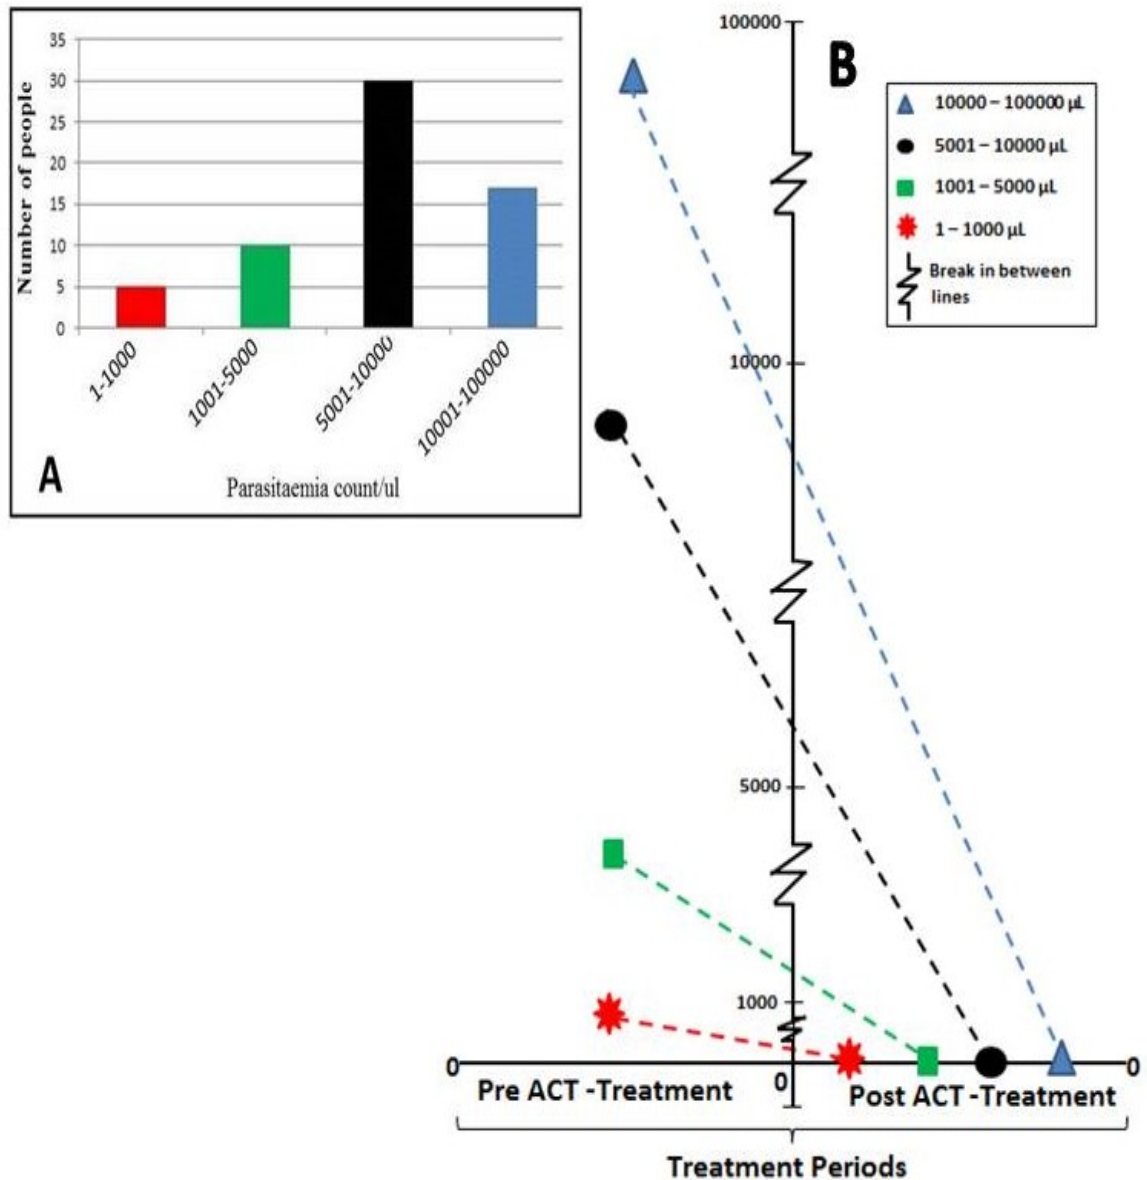 35
30
25
20
15
10
5
0
Number of people
1-1000
1001-5000
5001-10000
10001-100000
Parasitaemia count/ul
A
B
100000
10000
5000
1000
0
0
0
10000 – 100000 µL
5001 – 10000 µL
1001 – 5000 µL
1 – 1000 µL
Break in between
lines
Pre ACT -Treatment
Post ACT -Treatment
Treatment Periods